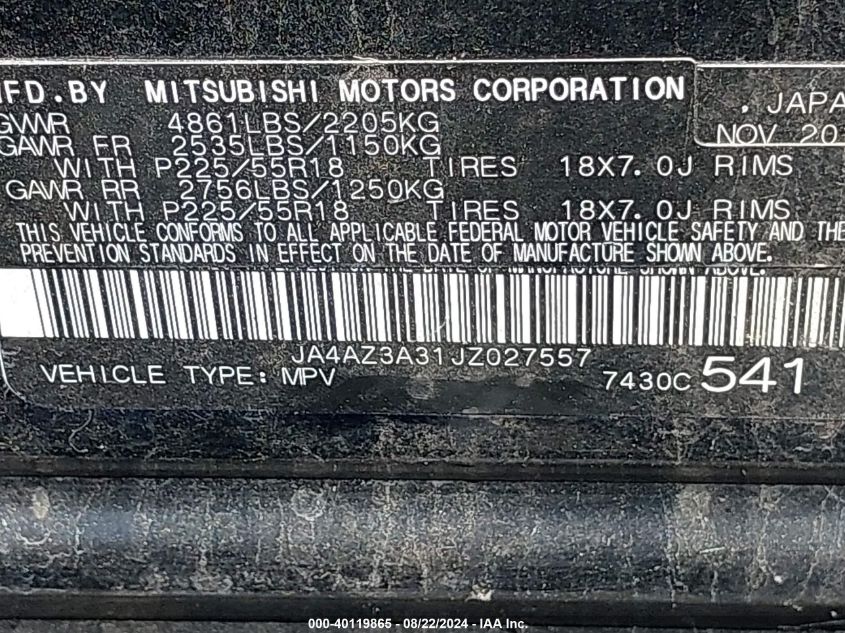 MFD.BY MITSUBISHI MOTORS CORPORATION
. JAPAN
GVWR 4861LBS/2205KG
NOV 20
GAWR FR 2535LBS/1150KG
WITH P225/55R18 TIRES 18X7.0J RIMS
GAWR RR 2756LBS/1250KG
WITH P225/55R18 TIRES 18X7.0J RIMS
THIS VEHICLE CONFORMS TO ALL APPLICABLE FEDERAL MOTOR VEHICLE SAFETY AND THE
PREVENTION STANDARDS IN EFFECT ON THE DATE OF MANUFACTURE SHOWN ABOVE.
JA4AZ3A31JZ027557
VEHICLE TYPE: MPV 7430C 541
000-40119865 - 08/22/2024 - IAA Inc.